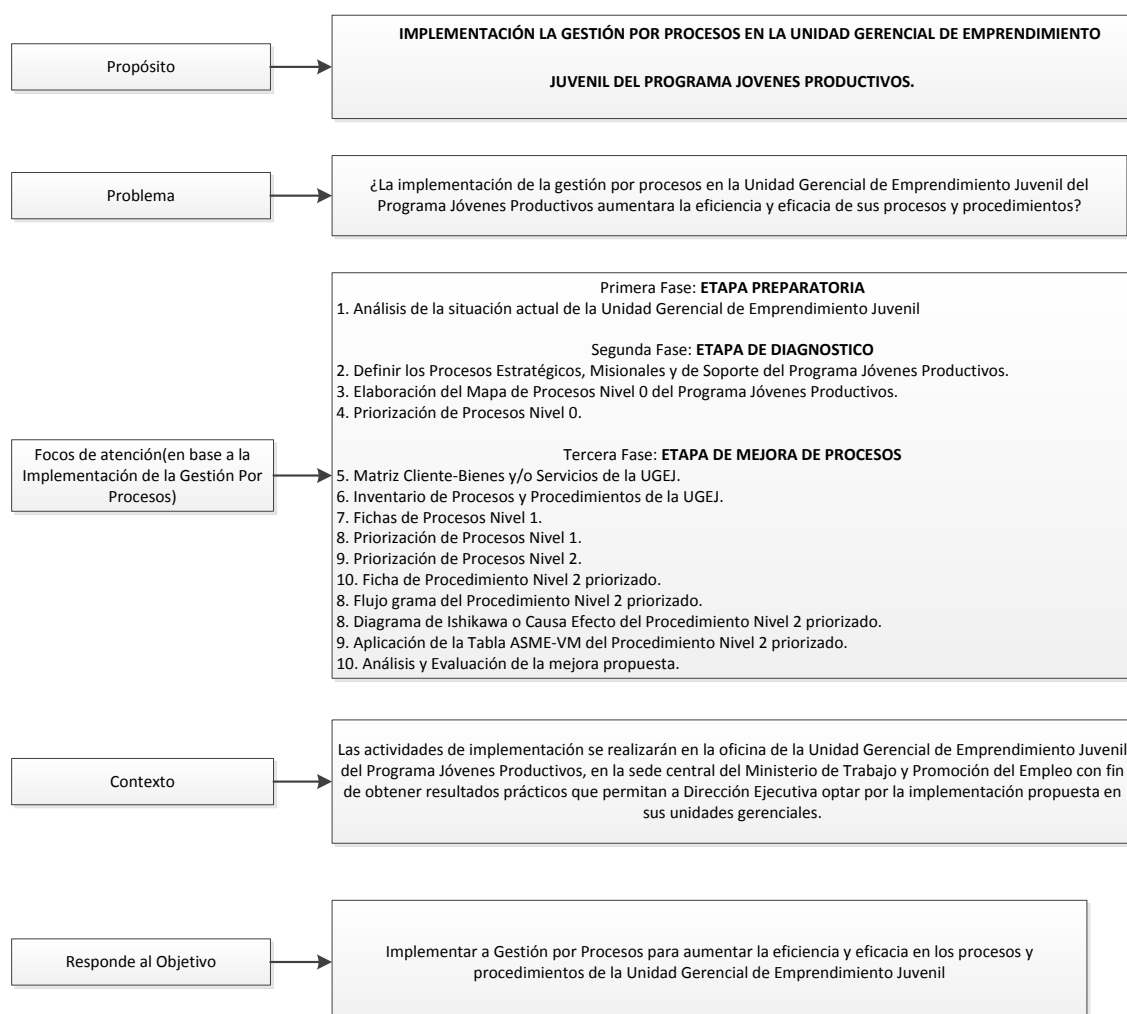 Propósito
IMPLEMENTACIÓN LA GESTIÓN POR PROCESOS EN LA UNIDAD GERENCIAL DE EMPRENDIMIENTO
JUVENIL DEL PROGRAMA JOVENES PRODUCTIVOS.
Problema
¿La implementación de la gestión por procesos en la Unidad Gerencial de Emprendimiento Juvenil del
Programa Jóvenes Productivos aumentara la eficiencia y eficacia de sus procesos y procedimientos?
Focos de atención(en base a la
Implementación de la Gestión Por
Procesos)
Primera Fase: ETAPA PREPARATORIA
1. Análisis de la situación actual de la Unidad Gerencial de Emprendimiento Juvenil
Segunda Fase: ETAPA DE DIAGNOSTICO
2. Definir los Procesos Estratégicos, Misionales y de Soporte del Programa Jóvenes Productivos.
3. Elaboración del Mapa de Procesos Nivel 0 del Programa Jóvenes Productivos.
4. Priorización de Procesos Nivel 0.
Tercera Fase: ETAPA DE MEJORA DE PROCESOS
5. Matriz Cliente-Bienes y/o Servicios de la UGEJ.
6. Inventario de Procesos y Procedimientos de la UGEJ.
7. Fichas de Procesos Nivel 1.
8. Priorización de Procesos Nivel 1.
9. Priorización de Procesos Nivel 2.
10. Ficha de Procedimiento Nivel 2 priorizado.
8. Flujo grama del Procedimiento Nivel 2 priorizado.
8. Diagrama de Ishikawa o Causa Efecto del Procedimiento Nivel 2 priorizado.
9. Aplicación de la Tabla ASME-VM del Procedimiento Nivel 2 priorizado.
10. Análisis y Evaluación de la mejora propuesta.
Contexto
Las actividades de implementación se realizarán en la oficina de la Unidad Gerencial de Emprendimiento Juvenil
del Programa Jóvenes Productivos, en la sede central del Ministerio de Trabajo y Promoción del Empleo con fin
de obtener resultados prácticos que permitan a Dirección Ejecutiva optar por la implementación propuesta en
sus unidades gerenciales.
Responde al Objetivo
Implementar a Gestión por Procesos para aumentar la eficiencia y eficacia en los procesos y
procedimientos de la Unidad Gerencial de Emprendimiento Juvenil